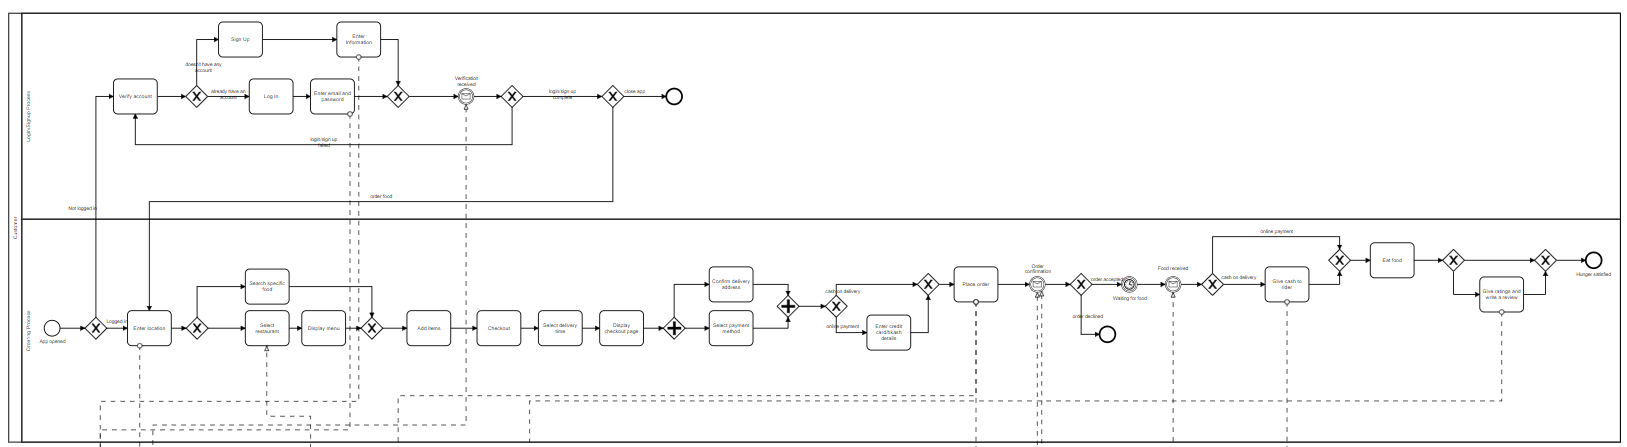 Customer
Login/Signup Process
Sign Up
Enter
Information
doesn't have any
account
Verify account
already have an
account
Log in
Enter email and
password
Verification
received
login/sign up
complete
close app
login/sign up
failed
order food
Not logged in
Ordering Process
App opened
Logged in
Enter location
Search specific
food
Select
restaurant
Display menu
Add items
Checkout
Select delivery
time
Display
checkout page
Confirm delivery
address
Select payment
method
cash on delivery
online payment
Enter credit
card/bkash
details
Place order
Order
confirmation
order accepted
order declined
Waiting for food
Food received
online payment
cash on delivery
Give cash to
rider
Eat food
Give ratings and
write a review
Hunger satisfied